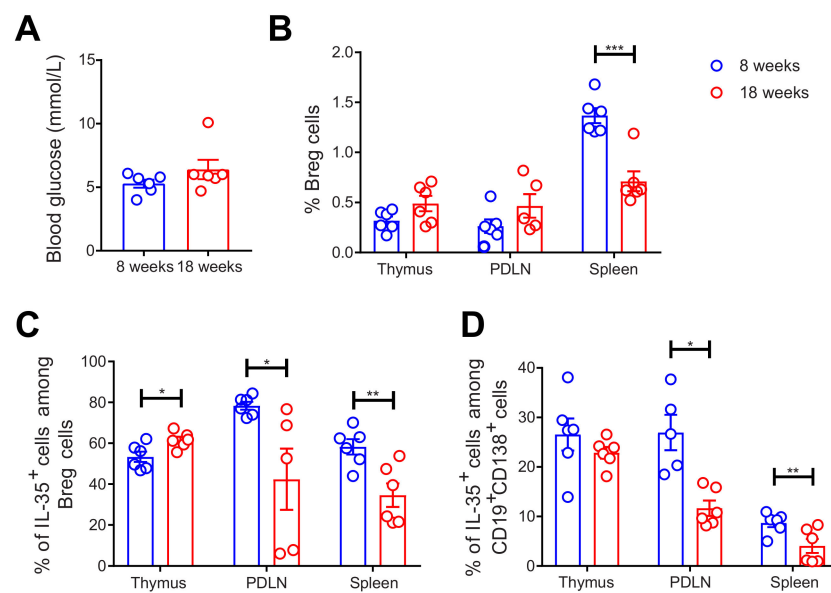 A
Blood glucose (mmol/L)
15
10
5
0
8 weeks 18 weeks
B
% Breg cells
2.0
1.5
1.0
0.5
0.0
***
Thymus PDLN Spleen
8 weeks
18 weeks
C
% of IL-35+ cells among
Breg cells
100
80
60
40
20
0
* * **
Thymus PDLN Spleen
D
% of IL-35+ cells among
CD19+CD138+ cells
40
30
20
10
0
* **
Thymus PDLN Spleen